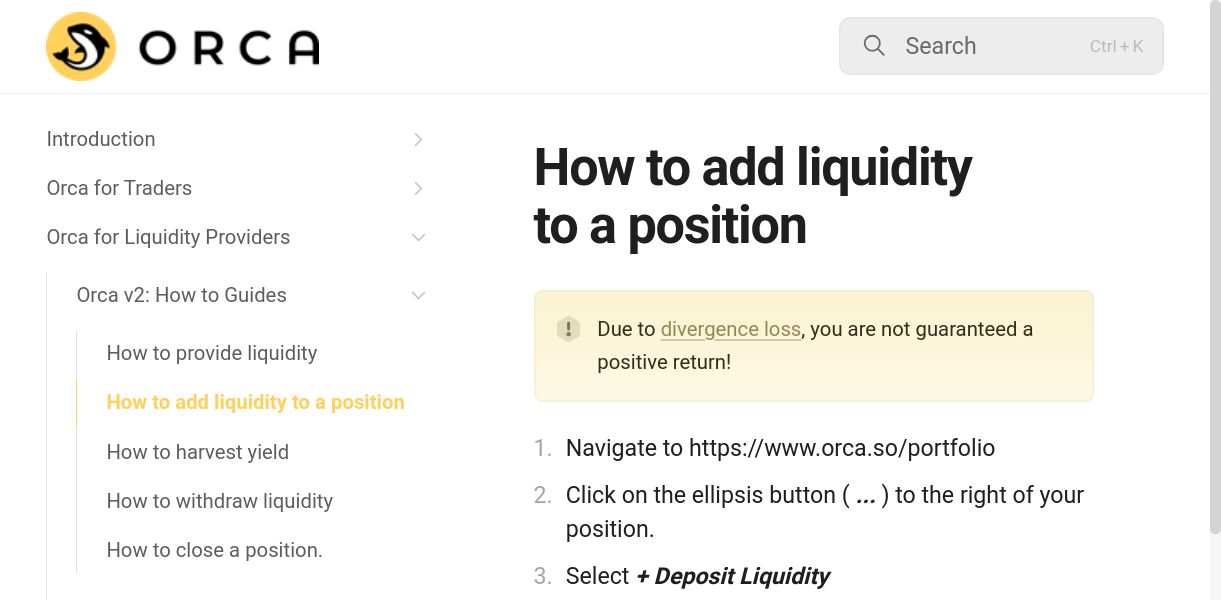 ORCA
Search
Ctrl + K
Introduction
Orca for Traders
Orca for Liquidity Providers
Orca v2: How to Guides
How to provide liquidity
How to add liquidity to a position
How to harvest yield
How to withdraw liquidity
How to close a position.
How to add liquidity
to a position
Due to divergence loss, you are not guaranteed a
positive return!
1. Navigate to https://www.orca.so/portfolio
2. Click on the ellipsis button ( ... ) to the right of your
position.
3. Select + Deposit Liquidity